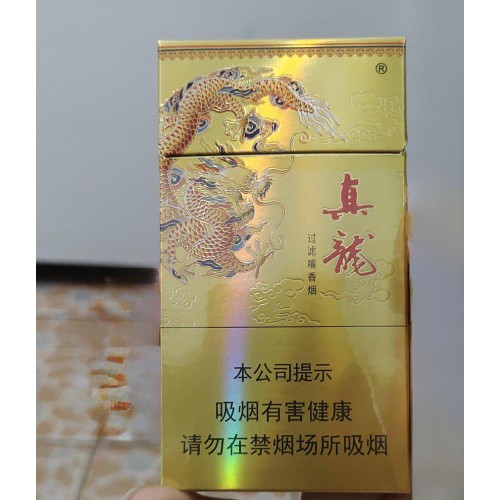 ®
真龍
过滤嘴香烟
本公司提示
吸烟有害健康
请勿在禁烟场所吸烟